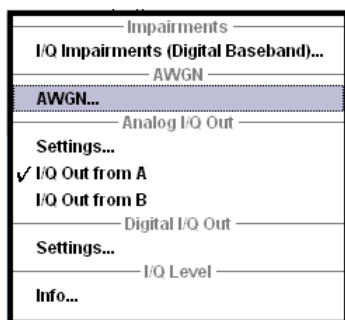 Impairments
I/Q Impairments (Digital Baseband)...
AWGN
AWGN...
Analog I/Q Out
Settings...
✓ I/Q Out from A
I/Q Out from B
Digital I/Q Out
Settings...
I/Q Level
Info...